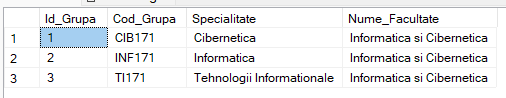 Id_Grupa Cod_Grupa Specialitate Nume_Facultate
1 1 CIB171 Cibernetica Informatica si Cibernetica
2 2 INF171 Informatica Informatica si Cibernetica
3 3 TI171 Tehnologii Informationale Informatica si Cibernetica